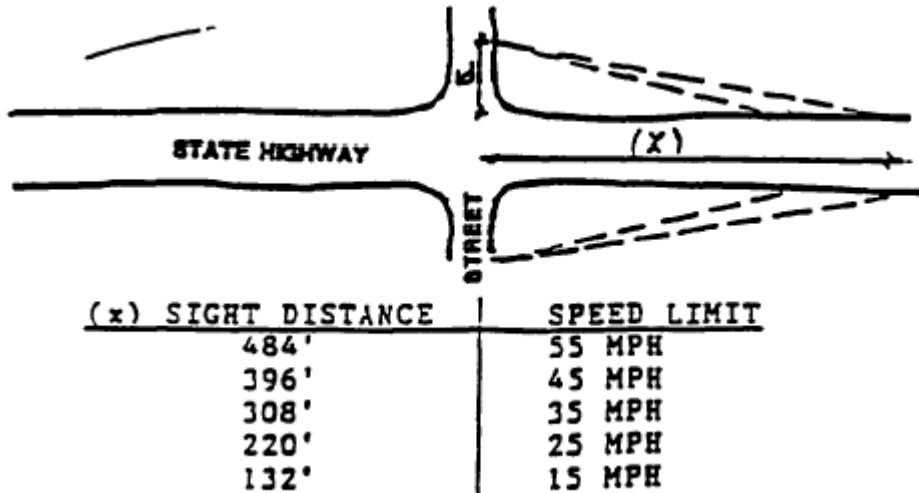 STATE HIGHWAY
(X)
STREET
(x) SIGHT DISTANCE SPEED LIMIT
484' 55 MPH
396' 45 MPH
308' 35 MPH
220' 25 MPH
132' 15 MPH